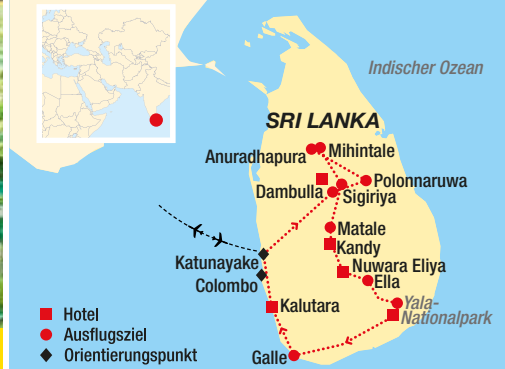 Indischer Ozean
SRI LANKA
Anuradhapura
Mihintale
Dambulla
Polonnaruwa
Sigiriya
Matale
Kandy
Katunayake
Nuwara Eliya
Colombo
Ella
Yala-
Nationalpark
Kalutara
Galle
Hotel
Ausflugsziel
Orientierungspunkt